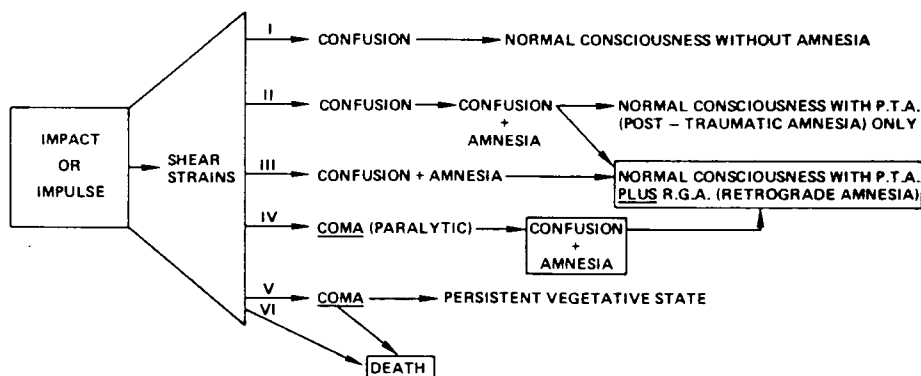 IMPACT
OR
IMPULSE
SHEAR
STRAINS
I
CONFUSION
NORMAL CONSCIOUSNESS WITHOUT AMNESIA
II
CONFUSION
CONFUSION
+
AMNESIA
NORMAL CONSCIOUSNESS WITH P.T.A.
(POST - TRAUMATIC AMNESIA) ONLY
III
CONFUSION + AMNESIA
NORMAL CONSCIOUSNESS WITH P.T.A.
PLUS R.G.A. (RETROGRADE AMNESIA)
IV
COMA (PARALYTIC)
CONFUSION
+
AMNESIA
V
COMA
PERSISTENT VEGETATIVE STATE
VI
DEATH